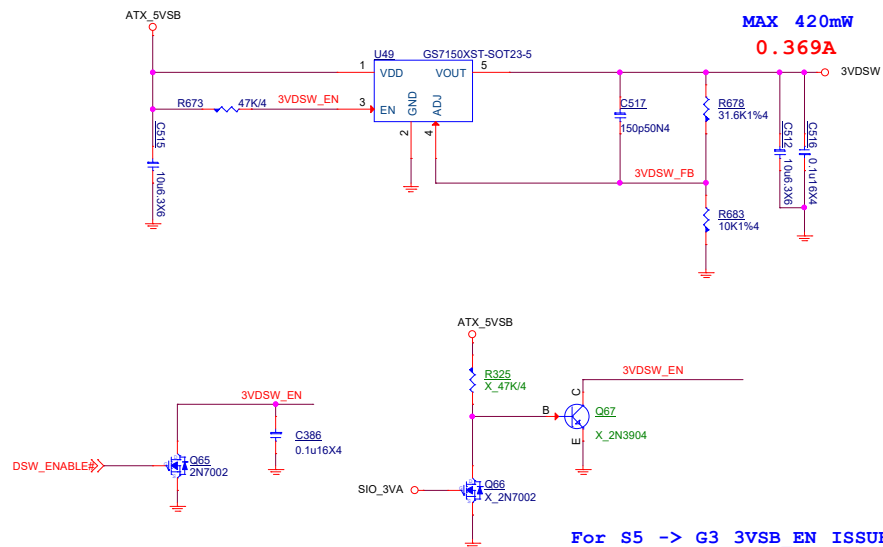 ATX_5VSB
MAX 420mW
0.369A
U49 GS7150XST-SOT23-5
1 VDD VOUT 5 3VDSW
R673 47K/4 3VDSW_EN 3 EN GND ADJ
2 4
C515
10u6.3X6
C517
150p50N4
R678
31.6K1%4
C512
10u6.3X6
C516
0.1u16X4
3VDSW_FB
R683
10K1%4
ATX_5VSB
R325
X_47K/4
3VDSW_EN
3VDSW_EN
C
B
E
Q67
X_2N3904
C386
0.1u16X4
DSW_ENABLE#
Q65
2N7002
SIO_3VA
Q66
X_2N7002
For S5 -> G3 3VSB EN ISSUE